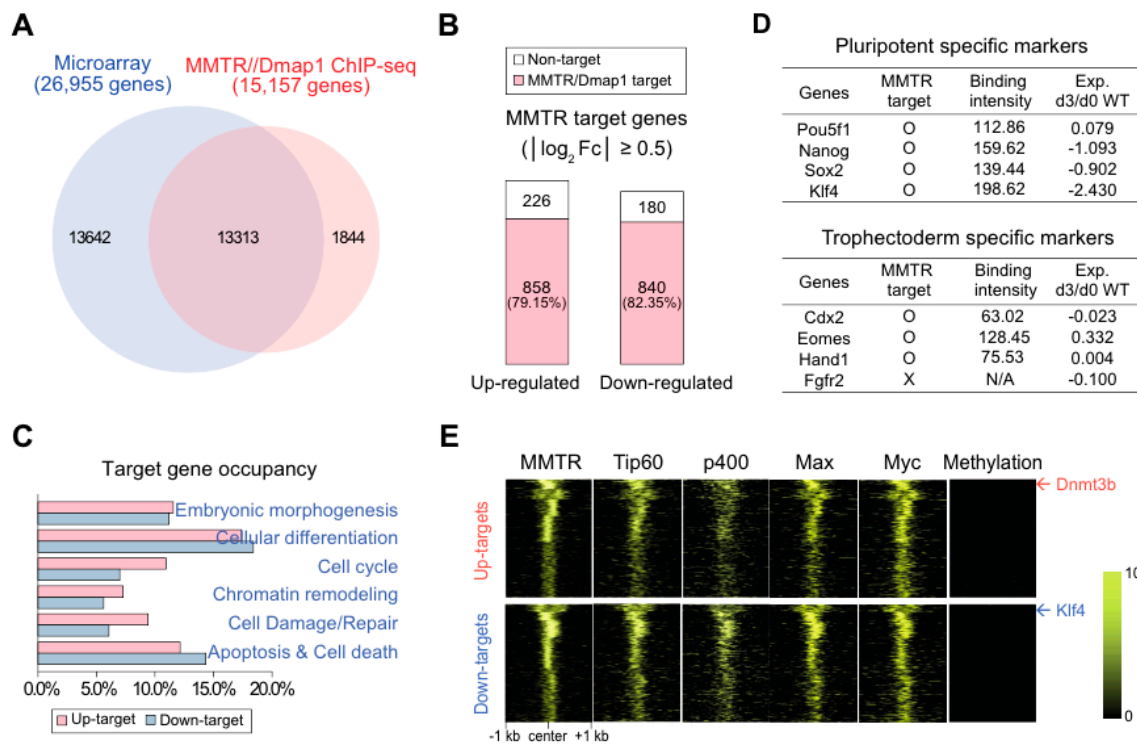 A
Microarray
(26,955 genes)
MMTR//Dmap1 ChIP-seq
(15,157 genes)
13642
13313
1844
B
Non-target
MMTR/Dmap1 target
MMTR target genes
(|log2 Fc| ≥ 0.5)
226
180
858
(79.15%)
840
(82.35%)
Up-regulated
Down-regulated
C
Target gene occupancy
Embryonic morphogenesis
Cellular differentiation
Cell cycle
Chromatin remodeling
Cell Damage/Repair
Apoptosis & Cell death
0.0% 5.0% 10.0% 15.0% 20.0%
Up-target Down-target
D
Pluripotent specific markers
Genes MMTR target Binding intensity Exp. d3/d0 WT
Pou5f1 O 112.86 0.079
Nanog O 159.62 -1.093
Sox2 O 139.44 -0.902
Klf4 O 198.62 -2.430
Trophectoderm specific markers
Genes MMTR target Binding intensity Exp. d3/d0 WT
Cdx2 O 63.02 -0.023
Eomes O 128.45 0.332
Hand1 O 75.53 0.004
Fgfr2 X N/A -0.100
E
MMTR Tip60 p400 Max Myc Methylation
Up-targets
← Dnmt3b
Down-targets
← Klf4
-1 kb center +1 kb
10
0